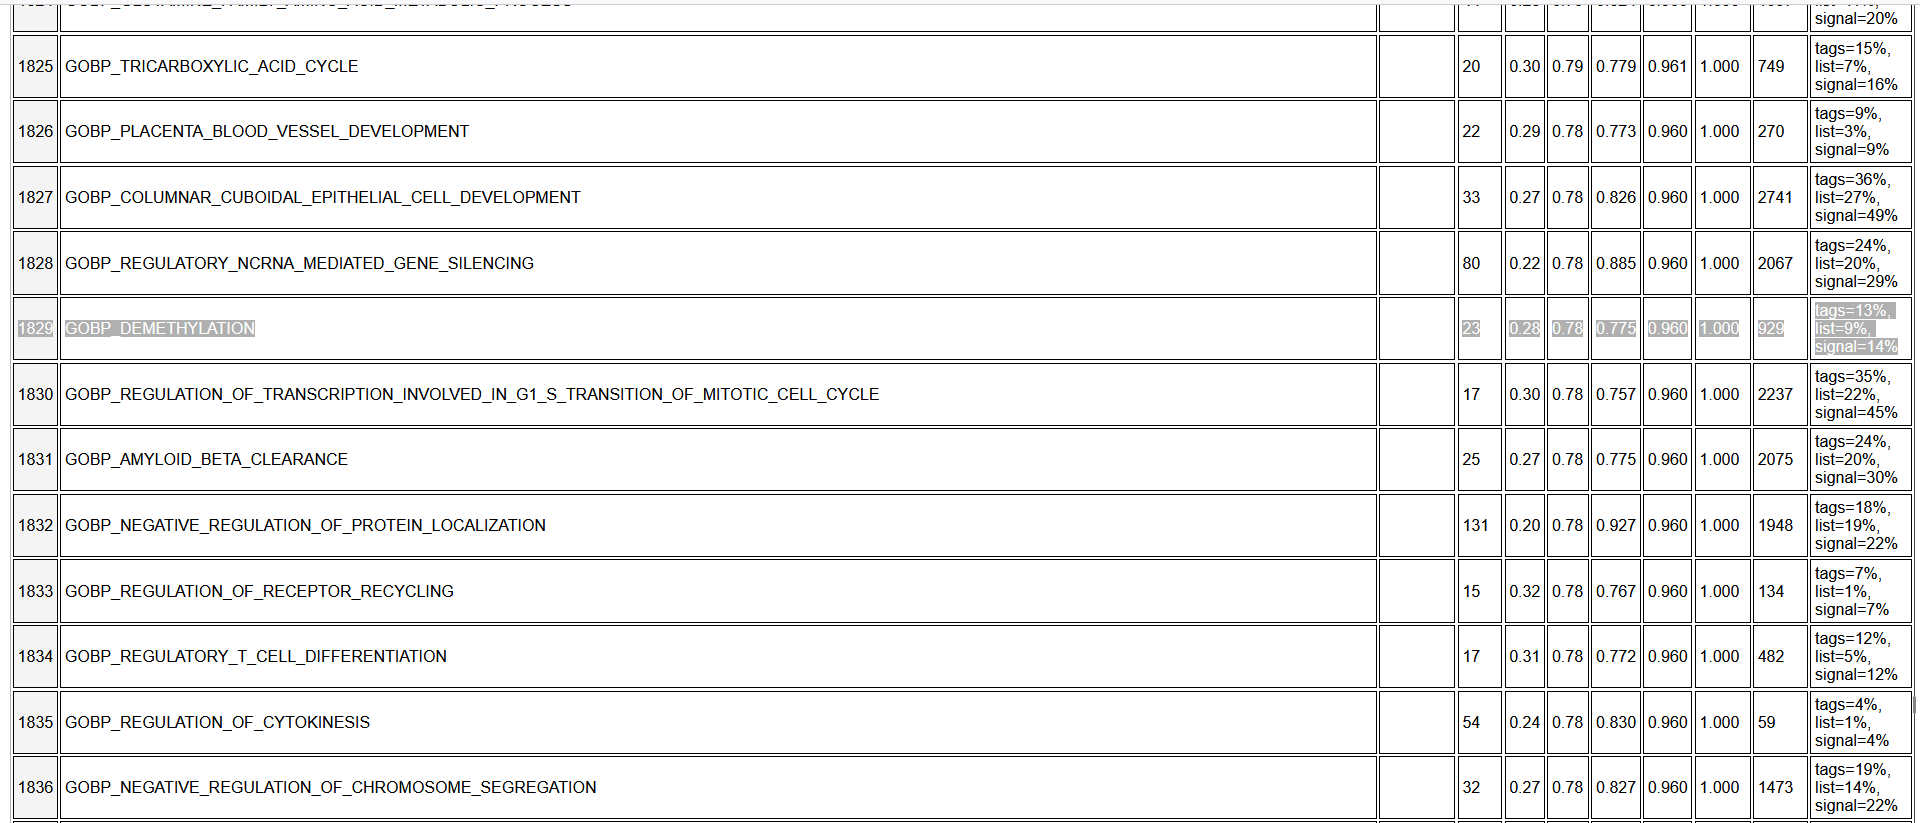 signal=20%
1825 GOBP_TRICARBOXYLIC_ACID_CYCLE 20 0.30 0.79 0.779 0.961 1.000 749 tags=15%,
list=7%,
signal=16%
1826 GOBP_PLACENTA_BLOOD_VESSEL_DEVELOPMENT 22 0.29 0.78 0.773 0.960 1.000 270 tags=9%,
list=3%,
signal=9%
1827 GOBP_COLUMNAR_CUBOIDAL_EPITHELIAL_CELL_DEVELOPMENT 33 0.27 0.78 0.826 0.960 1.000 2741 tags=36%,
list=27%,
signal=49%
1828 GOBP_REGULATORY_NCRNA_MEDIATED_GENE_SILENCING 80 0.22 0.78 0.885 0.960 1.000 2067 tags=24%,
list=20%,
signal=29%
1829 GOBP_DEMETHYLATION 23 0.28 0.78 0.775 0.960 1.000 929 tags=13%,
list=9%,
signal=14%
1830 GOBP_REGULATION_OF_TRANSCRIPTION_INVOLVED_IN_G1_S_TRANSITION_OF_MITOTIC_CELL_CYCLE 17 0.30 0.78 0.757 0.960 1.000 2237 tags=35%,
list=22%,
signal=45%
1831 GOBP_AMYLOID_BETA_CLEARANCE 25 0.27 0.78 0.775 0.960 1.000 2075 tags=24%,
list=20%,
signal=30%
1832 GOBP_NEGATIVE_REGULATION_OF_PROTEIN_LOCALIZATION 131 0.20 0.78 0.927 0.960 1.000 1948 tags=18%,
list=19%,
signal=22%
1833 GOBP_REGULATION_OF_RECEPTOR_RECYCLING 15 0.32 0.78 0.767 0.960 1.000 134 tags=7%,
list=1%,
signal=7%
1834 GOBP_REGULATORY_T_CELL_DIFFERENTIATION 17 0.31 0.78 0.772 0.960 1.000 482 tags=12%,
list=5%,
signal=12%
1835 GOBP_REGULATION_OF_CYTOKINESIS 54 0.24 0.78 0.830 0.960 1.000 59 tags=4%,
list=1%,
signal=4%
1836 GOBP_NEGATIVE_REGULATION_OF_CHROMOSOME_SEGREGATION 32 0.27 0.78 0.827 0.960 1.000 1473 tags=19%,
list=14%,
signal=22%